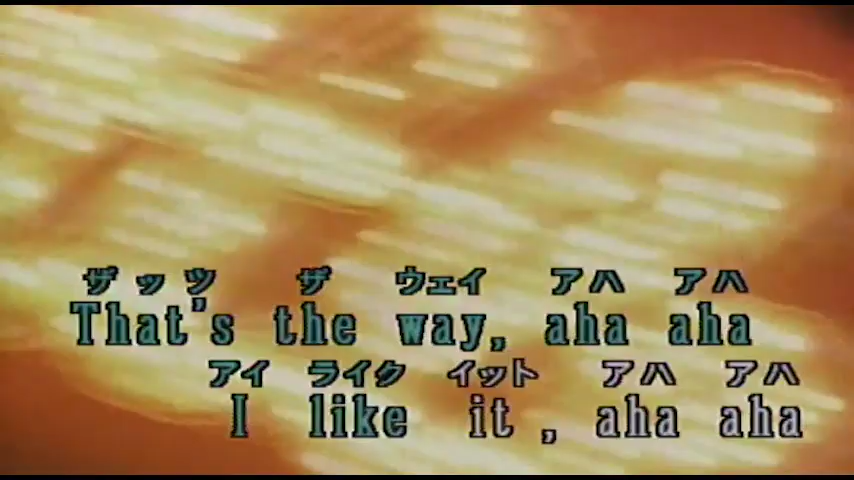 ザッツ ザ ウェイ アハ アハ
That's the way, aha aha
アイ ライク イット アハ アハ
I like it, aha aha